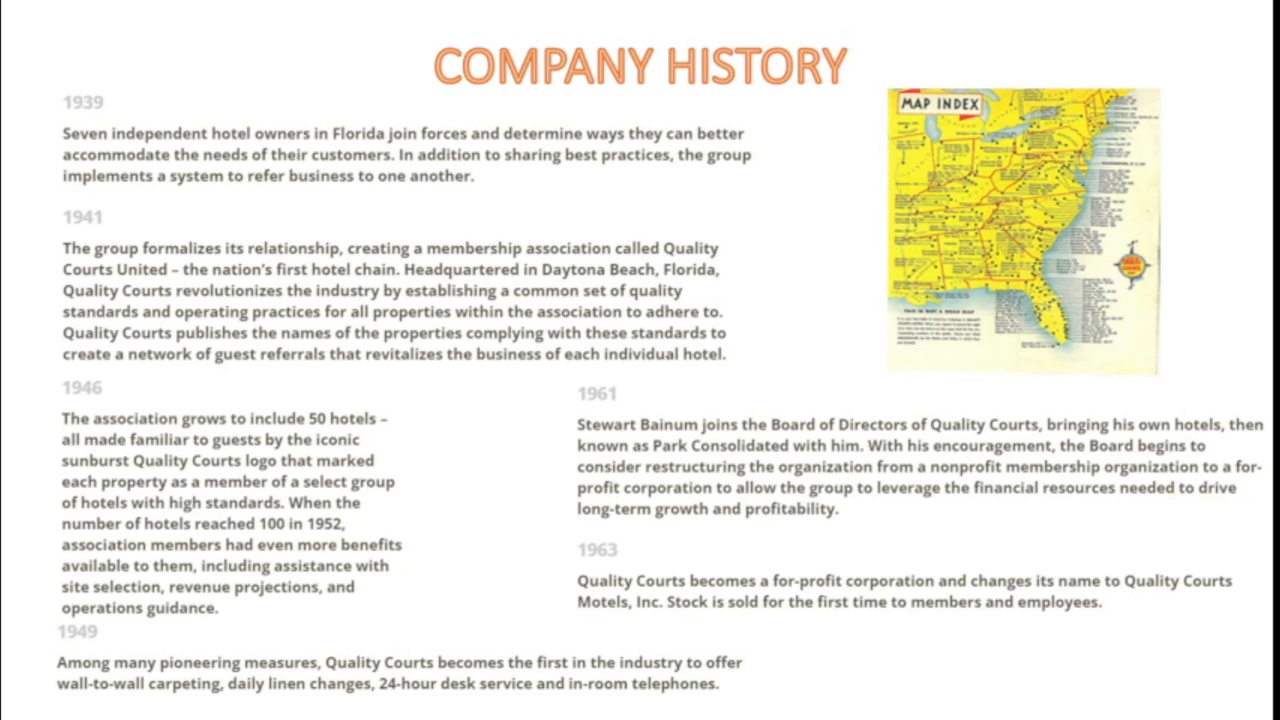 COMPANY HISTORY
1939
Seven independent hotel owners in Florida join forces and determine ways they can better
accommodate the needs of their customers. In addition to sharing best practices, the group
implements a system to refer business to one another.
MAP INDEX
1941
The group formalizes its relationship, creating a membership association called Quality
Courts United – the nation's first hotel chain. Headquartered in Daytona Beach, Florida,
Quality Courts revolutionizes the industry by establishing a common set of quality
standards and operating practices for all properties within the association to adhere to.
Quality Courts publishes the names of the properties complying with these standards to
create a network of guest referrals that revitalizes the business of each individual hotel.
1946
The association grows to include 50 hotels –
all made familiar to guests by the iconic
sunburst Quality Courts logo that marked
each property as a member of a select group
of hotels with high standards. When the
number of hotels reached 100 in 1952,
association members had even more benefits
available to them, including assistance with
site selection, revenue projections, and
operations guidance.
1949
Among many pioneering measures, Quality Courts becomes the first in the industry to offer
wall-to-wall carpeting, daily linen changes, 24-hour desk service and in-room telephones.
1961
Stewart Bainum joins the Board of Directors of Quality Courts, bringing his own hotels, then
known as Park Consolidated with him. With his encouragement, the Board begins to
consider restructuring the organization from a nonprofit membership organization to a for-
profit corporation to allow the group to leverage the financial resources needed to drive
long-term growth and profitability.
1963
Quality Courts becomes a for-profit corporation and changes its name to Quality Courts
Motels, Inc. Stock is sold for the first time to members and employees.